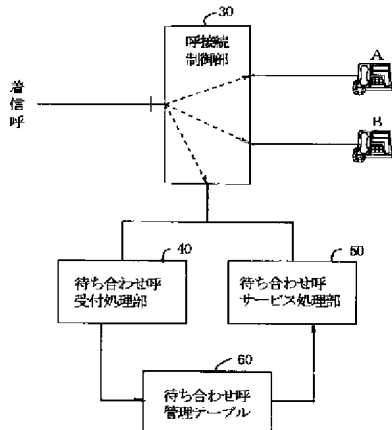 30
呼接続
制御部
A
着
信
呼
B
40
待ち合わせ呼
受付処理部
50
待ち合わせ呼
サービス処理部
60
待ち合わせ呼
管理テーブル